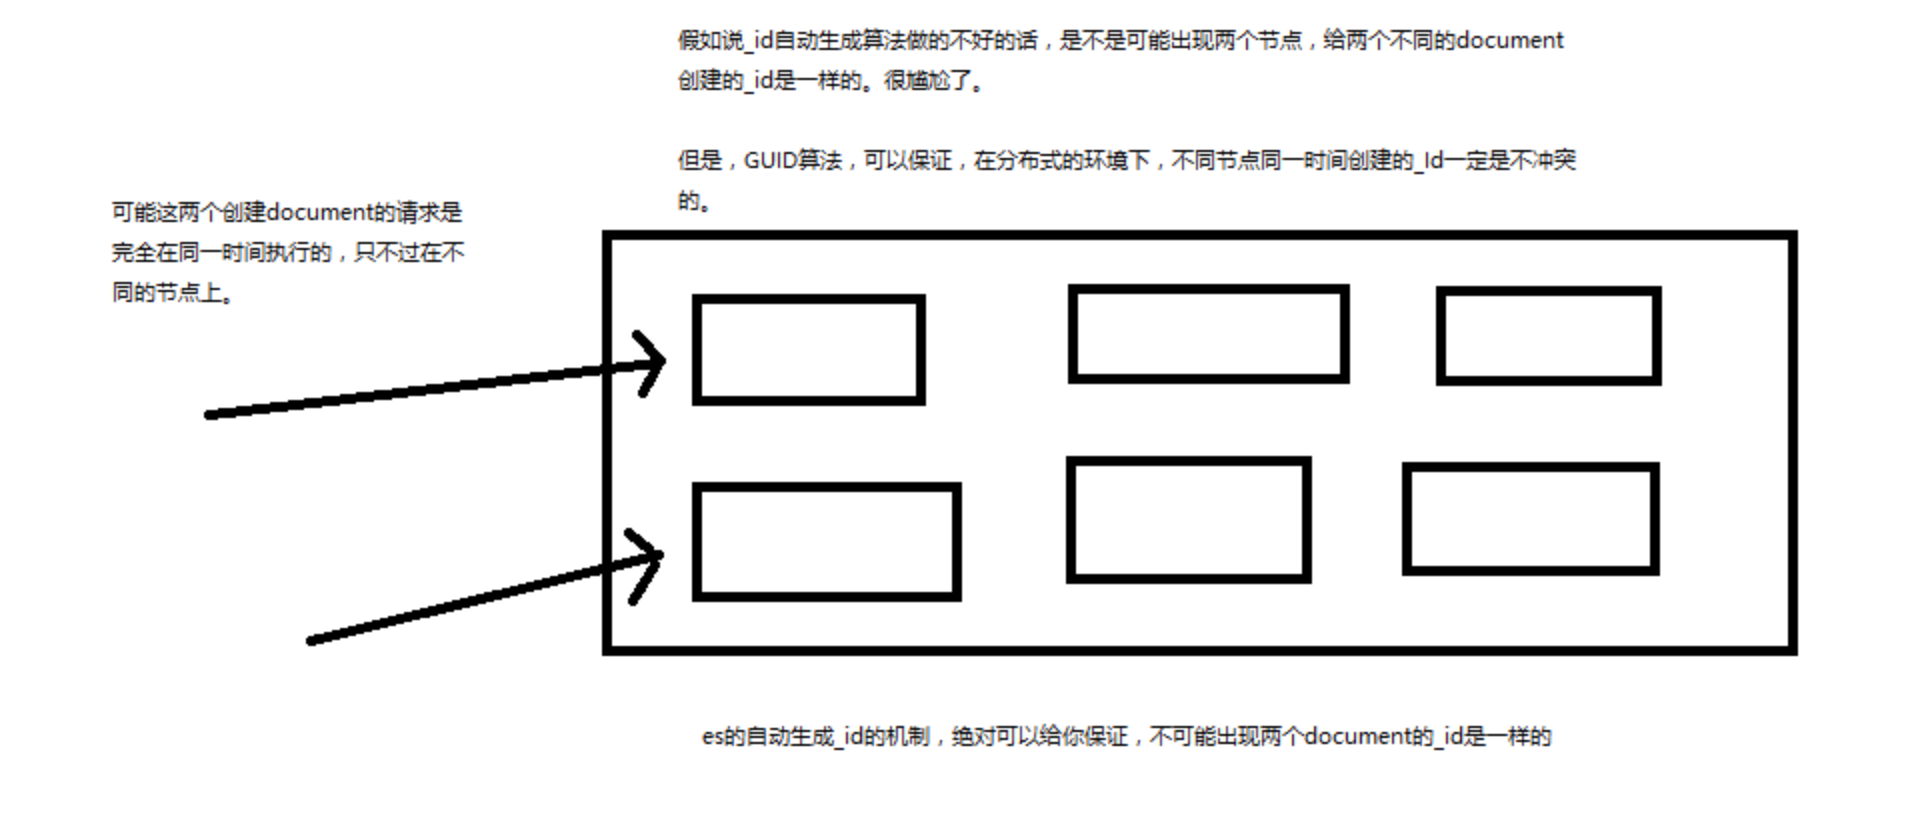 假如说_id自动生成算法做的不好的话，是不是可能出现两个节点，给两个不同的document
创建的_id是一样的。很尴尬了。
但是，GUID算法，可以保证，在分布式的环境下，不同节点同一时间创建的_Id一定是不冲突
的。
可能这两个创建document的请求是
完全在同一时间执行的，只不过在不
同的节点上。
es的自动生成_id的机制，绝对可以给你保证，不可能出现两个document的_id是一样的